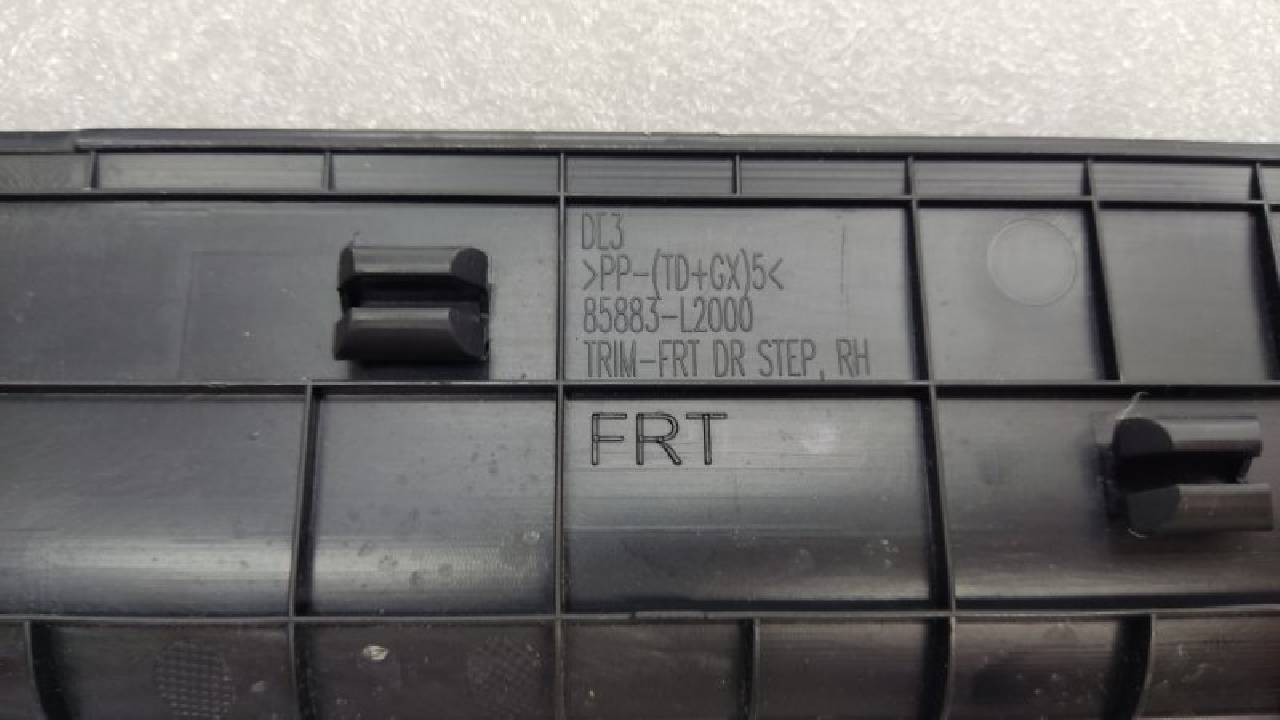 DL3
>PP-(TD+GX)5<
85883-L2000
TRIM-FRT DR STEP, RH
FRT